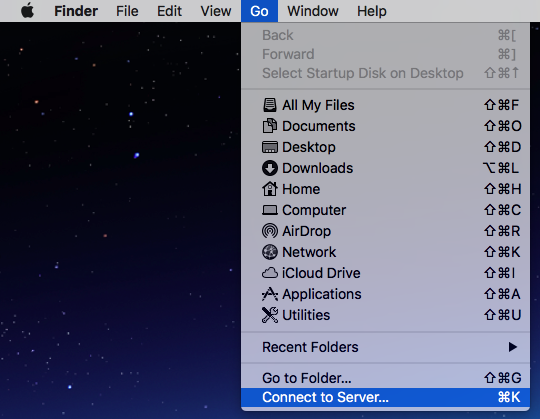 Finder File Edit View Go Window Help
Back ⌘[
Forward ⌘]
Select Startup Disk on Desktop ⇧⌘↑
All My Files ⇧⌘F
Documents ⇧⌘O
Desktop ⇧⌘D
Downloads ⌥⌘L
Home ⇧⌘H
Computer ⇧⌘C
AirDrop ⇧⌘R
Network ⇧⌘K
iCloud Drive ⇧⌘I
Applications ⇧⌘A
Utilities ⇧⌘U
Recent Folders ▶
Go to Folder... ⇧⌘G
Connect to Server... ⌘K